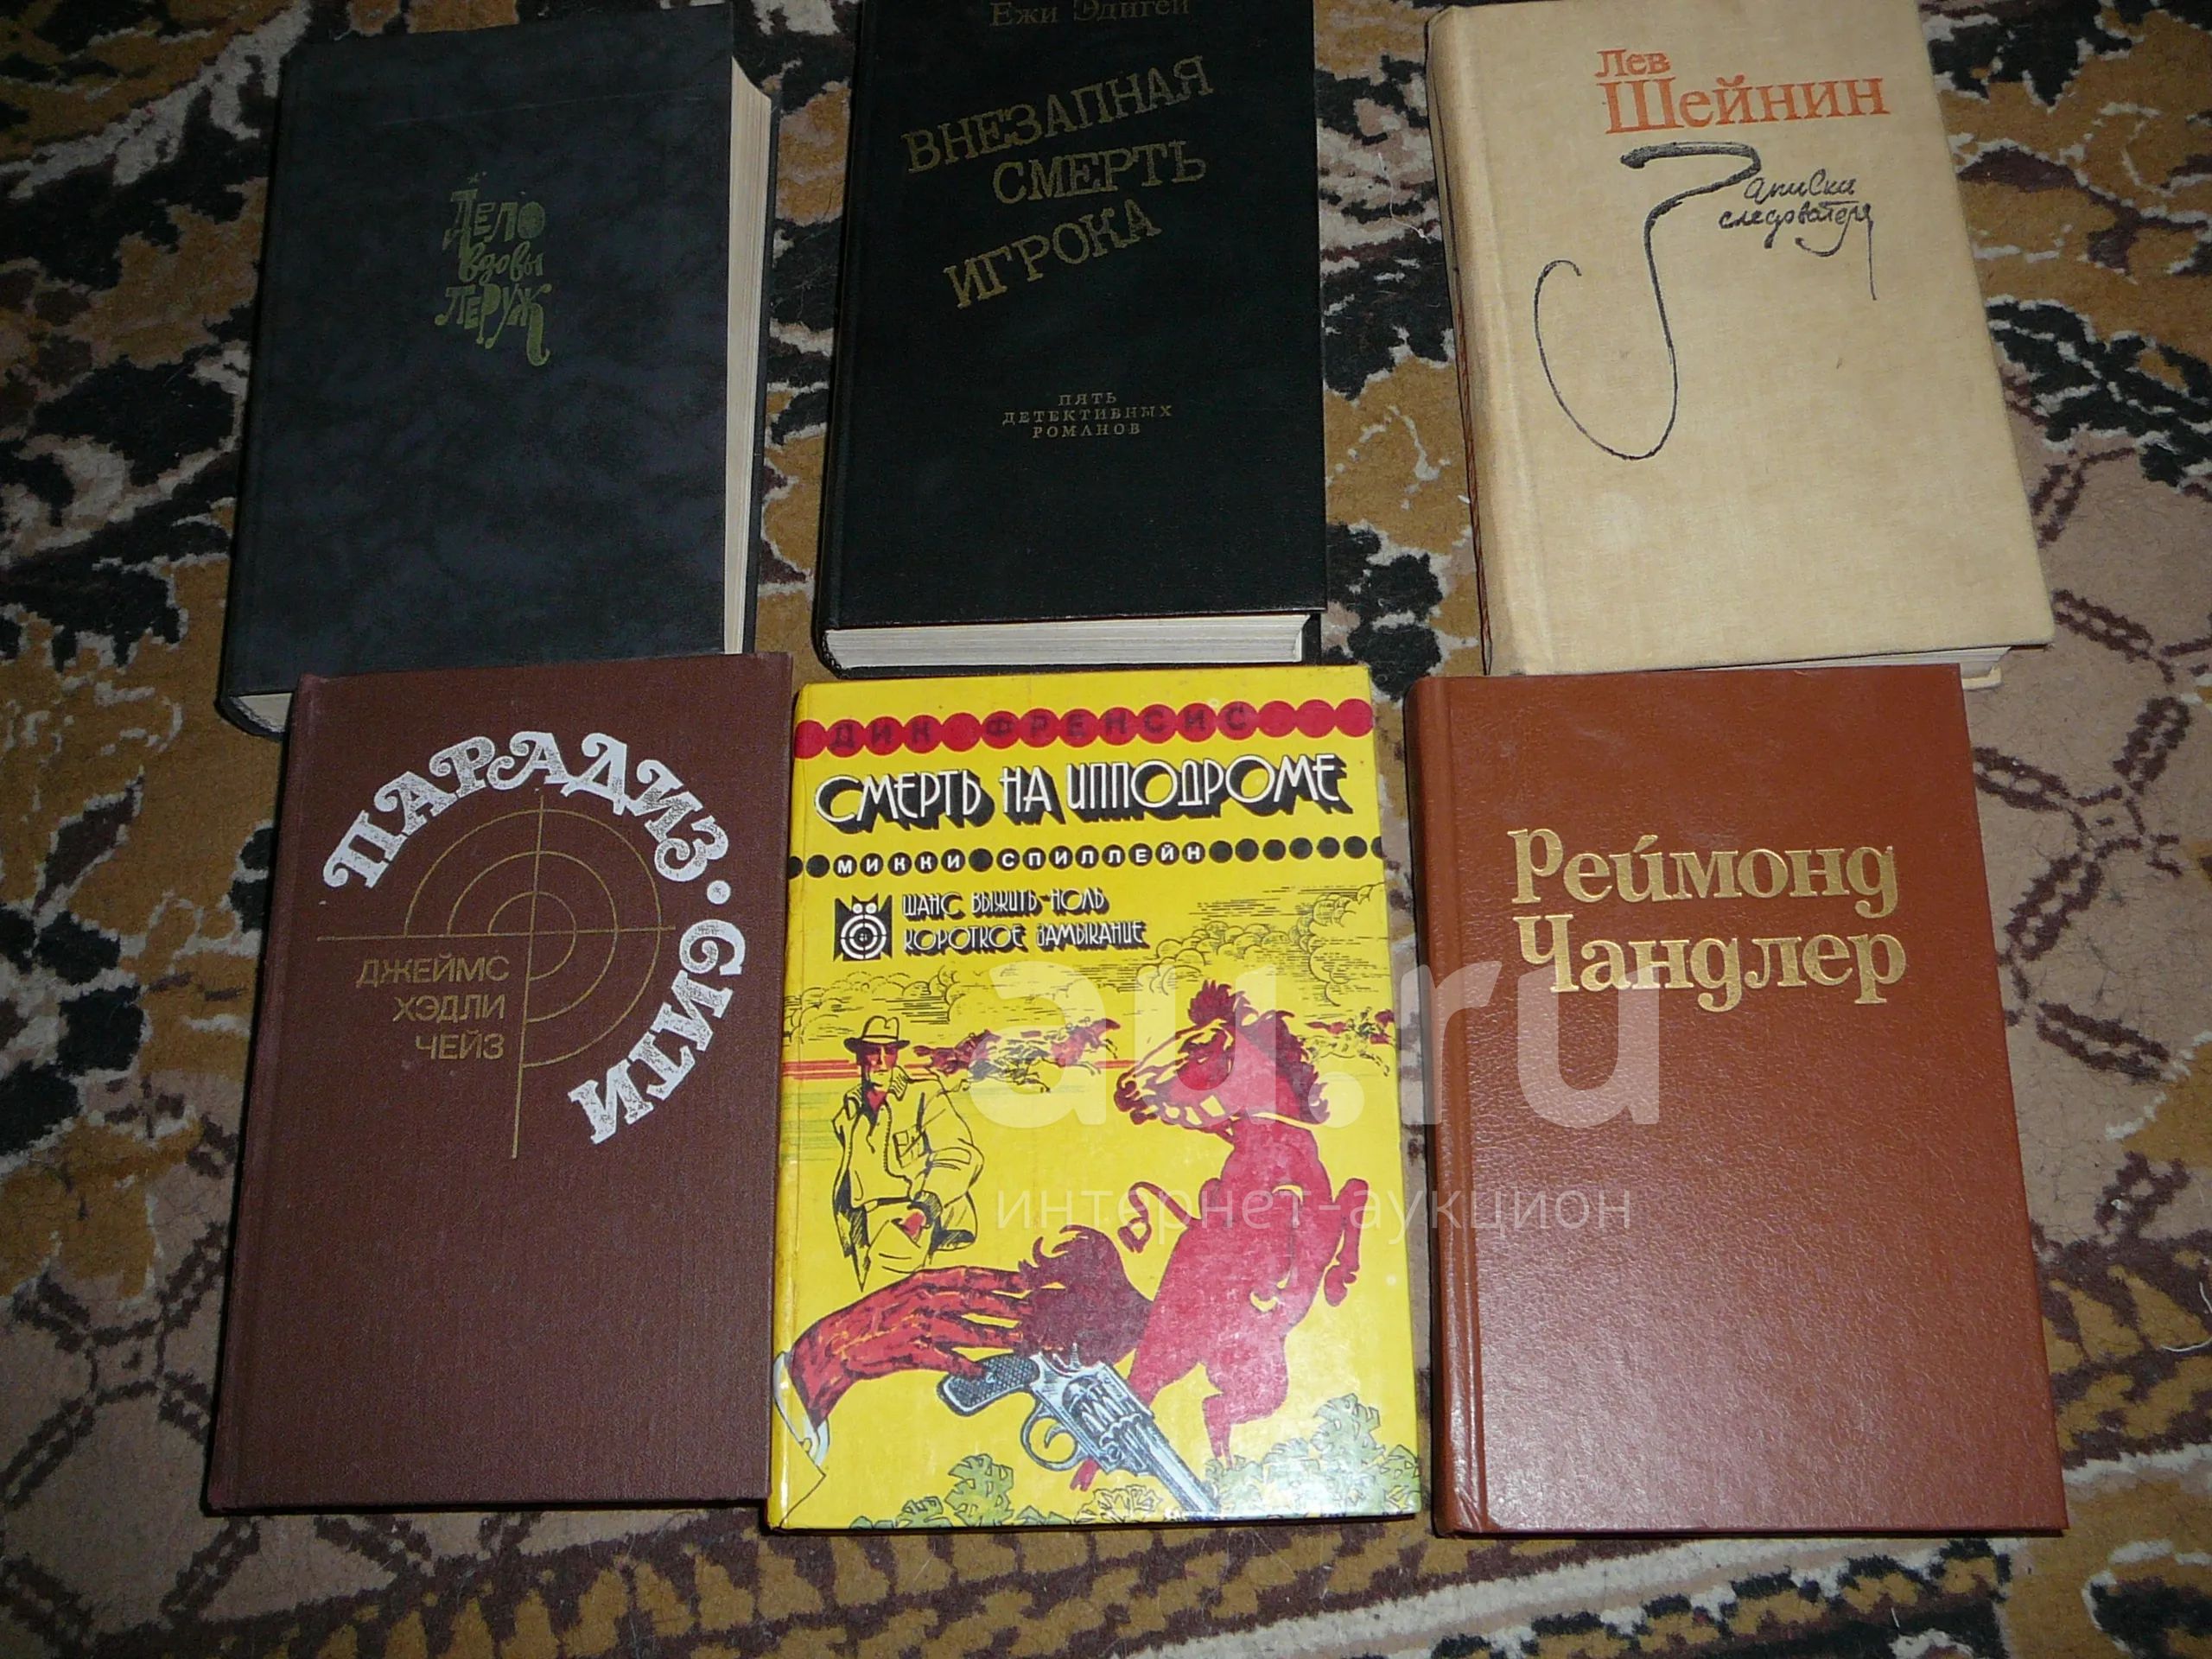 Дело
вдовы
Леруж
Ежи Эдигей
ВНЕЗАПНАЯ
СМЕРТЬ
ИГРОКА
ПЯТЬ
ДЕТЕКТИВНЫХ
РОМАНОВ
Лев
Шейнин
Записки
следователя
ПАРАДИЗ·СИТИ
ДЖЕЙМС
ХЭДЛИ
ЧЕЙЗ
ДИК ФРЕНСИС
СМЕРТЬ НА ИППОДРОМЕ
МИККИ СПИЛЛЕЙН
ШАНС ВЫЖИТЬ-НОЛЬ
КОРОТКОЕ ЗАМЫКАНИЕ
Реймонд
Чандлер
au.ru
интернет-аукцион